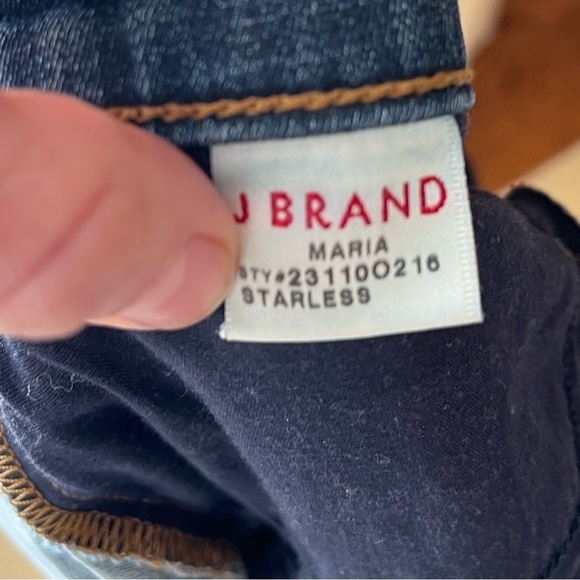 J BRAND
MARIA
STY#23110O216
STARLESS